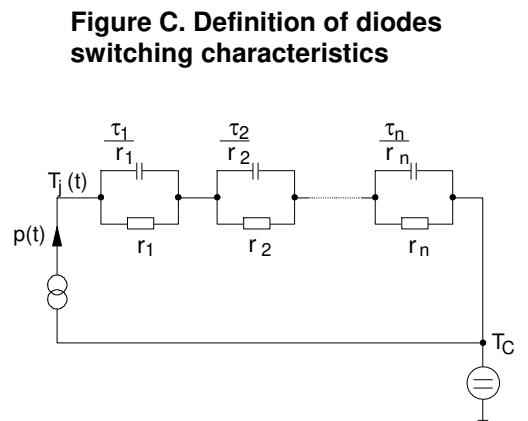 Figure C. Definition of diodes
switching characteristics
τ1 τ2 τn
r1 r2 rn
Tj (t)
p(t)
r1 r2 rn
TC